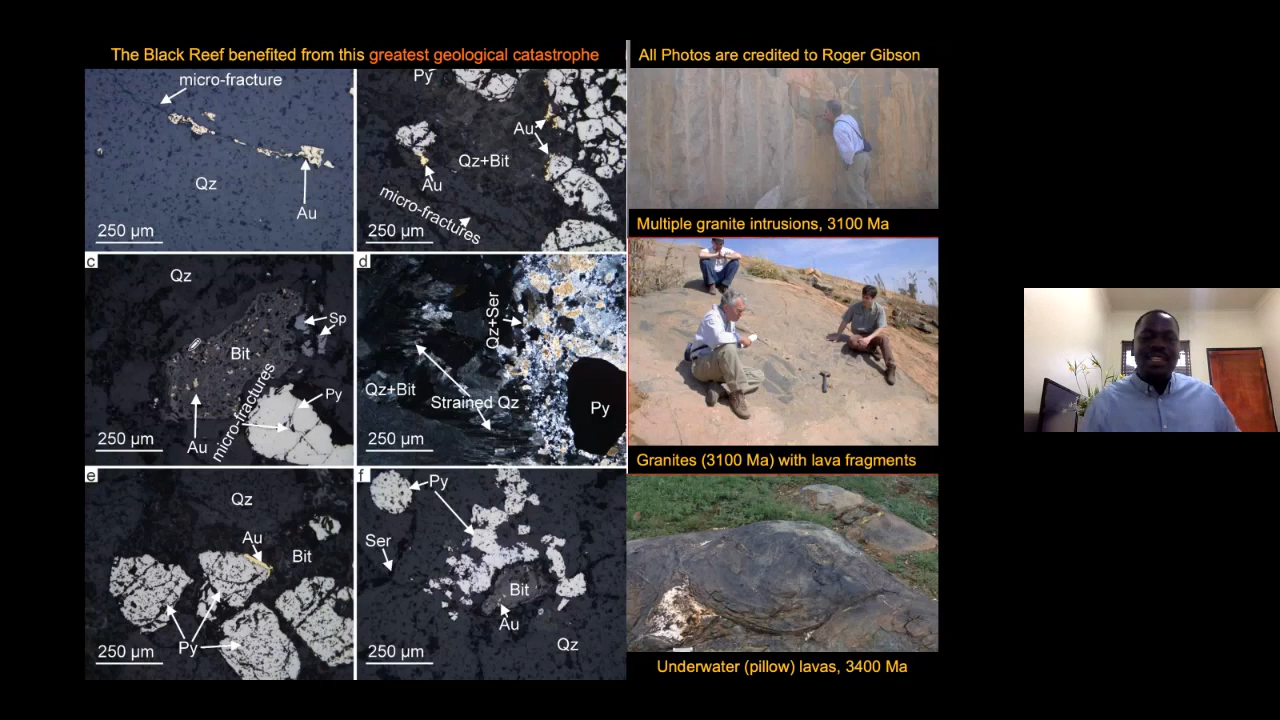 The Black Reef benefited from this greatest geological catastrophe
micro-fracture
Qz
Au
250 µm
Py
Au
Qz+Bit
Au
micro-fractures
250 µm
c
Qz
Sp
Bit
Py
micro-fractures
Au
250 µm
d
Qz+Ser
Qz+Bit
Strained Qz
Py
250 µm
e
Qz
Au
Bit
Py
250 µm
f
Py
Ser
Bit
Au
Qz
250 µm
All Photos are credited to Roger Gibson
Multiple granite intrusions, 3100 Ma
Granites (3100 Ma) with lava fragments
Underwater (pillow) lavas, 3400 Ma